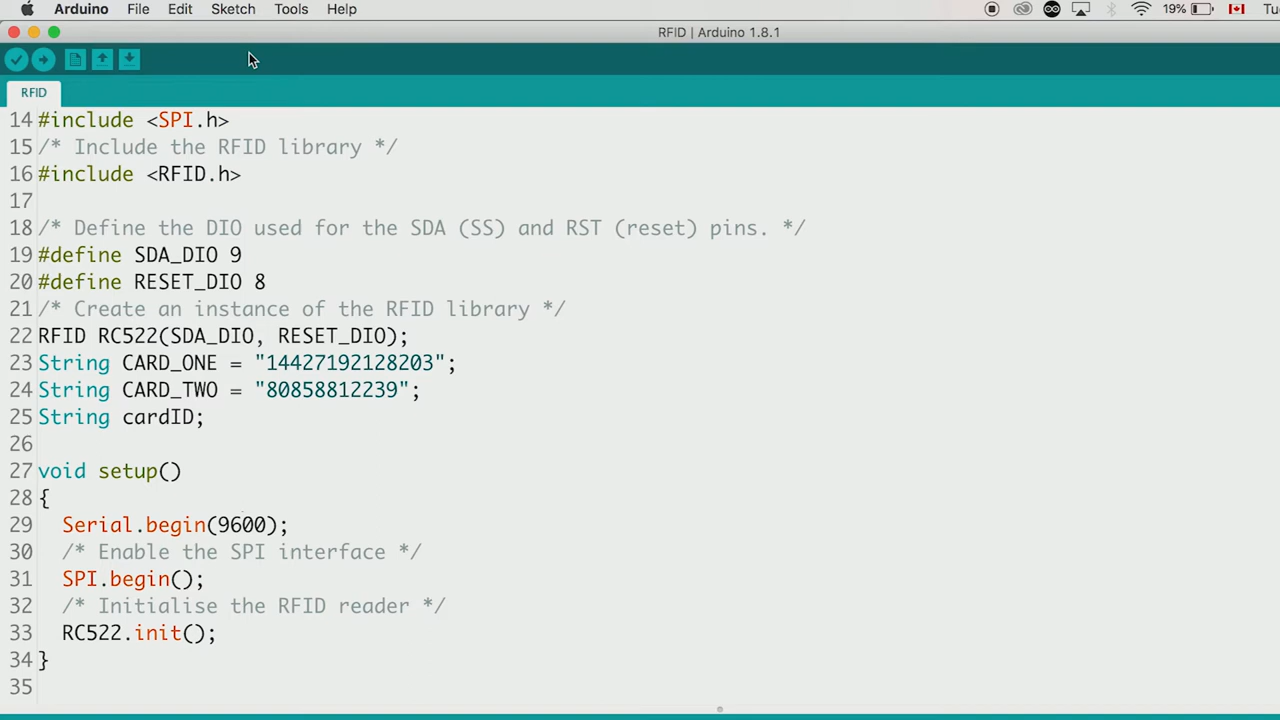 Arduino File Edit Sketch Tools Help 19% Tu
RFID | Arduino 1.8.1
RFID
14 #include <SPI.h>
15 /* Include the RFID library */
16 #include <RFID.h>
17
18 /* Define the DIO used for the SDA (SS) and RST (reset) pins. */
19 #define SDA_DIO 9
20 #define RESET_DIO 8
21 /* Create an instance of the RFID library */
22 RFID RC522(SDA_DIO, RESET_DIO);
23 String CARD_ONE = "14427192128203";
24 String CARD_TWO = "80858812239";
25 String cardID;
26
27 void setup()
28 {
29 Serial.begin(9600);
30 /* Enable the SPI interface */
31 SPI.begin();
32 /* Initialise the RFID reader */
33 RC522.init();
34 }
35